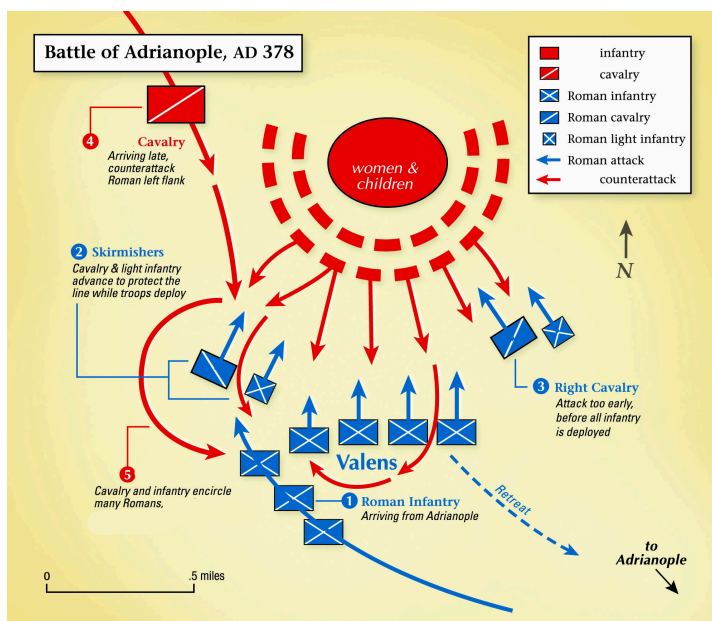 Battle of Adrianople, AD 378
infantry
cavalry
Roman infantry
Roman cavalry
Roman light infantry
Roman attack
counterattack
4
Cavalry
Arriving late,
counterattack
Roman left flank
women &
children
N
2 Skirmishers
Cavalry & light infantry
advance to protect the
line while troops deploy
3 Right Cavalry
Attack too early,
before all infantry
is deployed
Valens
5
Cavalry and infantry encircle
many Romans,
1 Roman Infantry
Arriving from Adrianople
Retreat
to
Adrianople
0 .5 miles